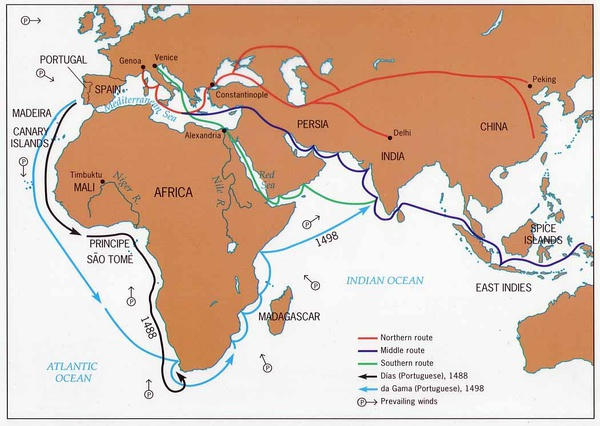 P
P
PORTUGAL
Genoa
Venice
SPAIN
Mediterranean Sea
Constantinople
Peking
MADEIRA
CANARY
ISLANDS
P
Alexandria
PERSIA
Delhi
CHINA
INDIA
Timbuktu
MALI
Niger R.
AFRICA
Nile R.
Red
Sea
P
1498
SPICE
ISLANDS
PRINCIPE
SÃO TOMÉ
P
1488
P
INDIAN OCEAN
EAST INDIES
MADAGASCAR
ATLANTIC
OCEAN
P
P
Northern route
Middle route
Southern route
Días (Portuguese), 1488
da Gama (Portuguese), 1498
P Prevailing winds